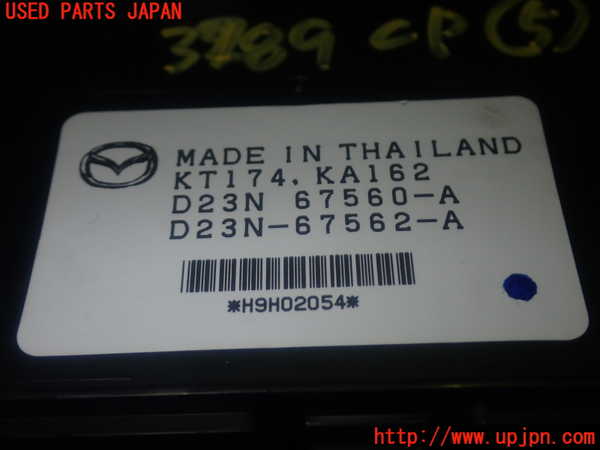 USED PARTS JAPAN
3789 CP (5)
MADE IN THAILAND
KT174, KA162
D23N 67560-A
D23N-67562-A
*H9H02054*
http://www.upjpn.com/